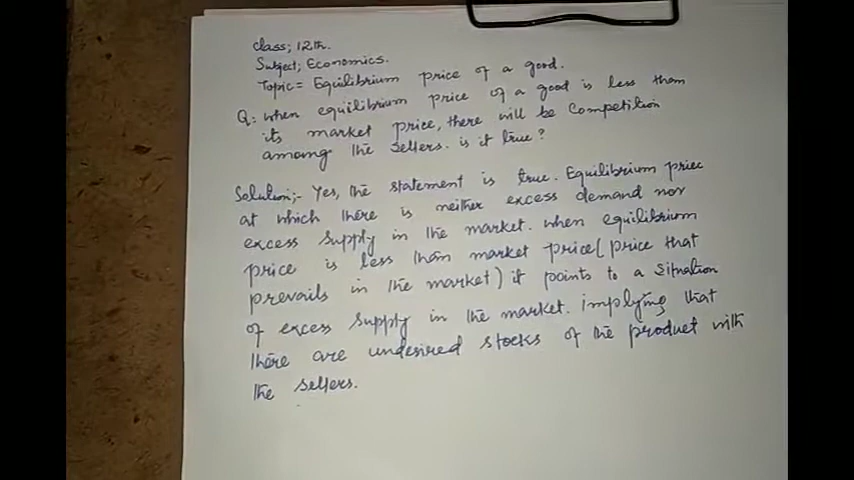 Class; 12th.
Subject; Economics.
Topic= Equilibrium price of a good.
Q: when equilibrium price of a good is less them
its market price, there will be Competition
among the sellers. is it true?
Solution;- Yes, the statement is true. Equilibrium price
at which there is neither excess demand nor
excess supply in the market. when equilibrium
price is less than market price( price that
prevails in the market) it points to a situation
of excess supply in the market. implying that
there are undesired stocks of the product with
the sellers.